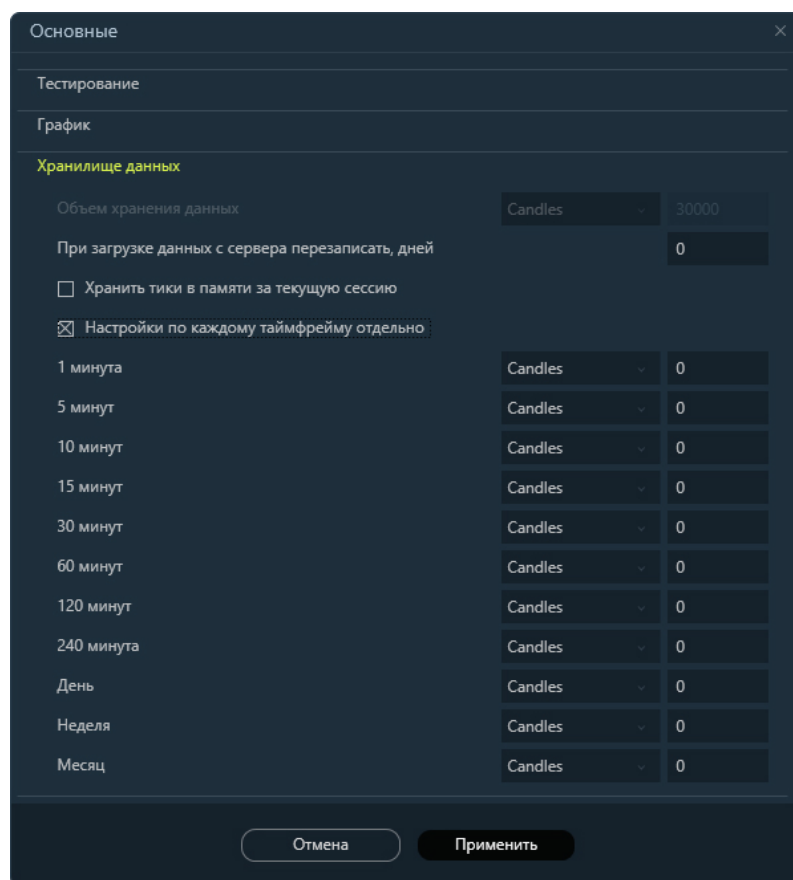 Основные
Тестирование
График
Хранилище данных
Объем хранения данных Candles 30000
При загрузке данных с сервера перезаписать, дней 0
Хранить тики в памяти за текущую сессию
Настройки по каждому таймфрейму отдельно
1 минута Candles 0
5 минут Candles 0
10 минут Candles 0
15 минут Candles 0
30 минут Candles 0
60 минут Candles 0
120 минут Candles 0
240 минута Candles 0
День Candles 0
Неделя Candles 0
Месяц Candles 0
Отмена Применить